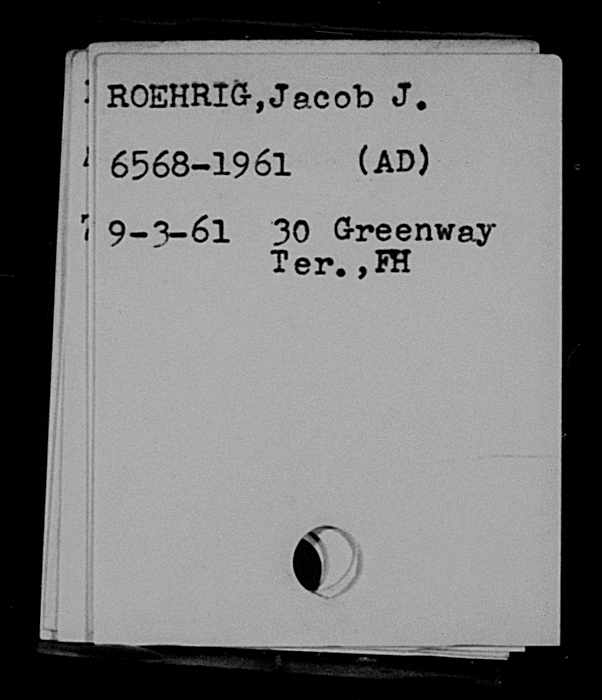 ROEHRIG,Jacob J.
6568-1961 (AD)
9-3-61 30 Greenway
Ter.,FH